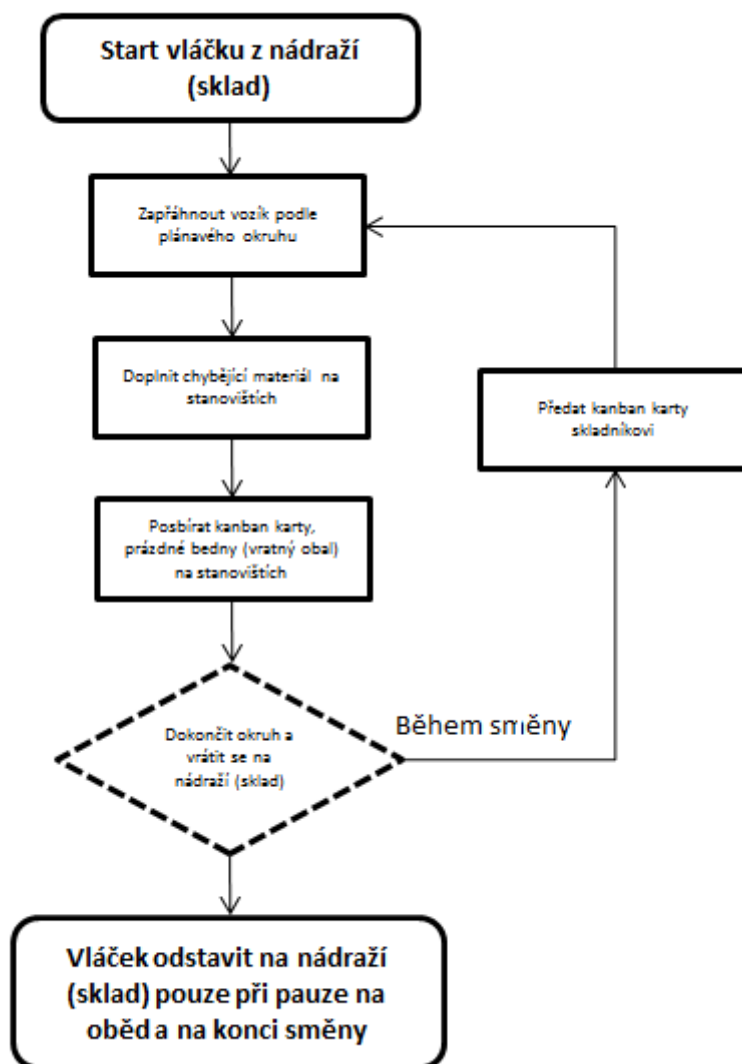 Start vláčku z nádraží
(sklad)
Zapřáhnout vozík podle
plánavého okruhu
Doplnit chybějící materiál na
stanovištích
Předat kanban karty
skladníkovi
Posbírat kanban karty,
prázdné bedny (vratný obal)
na stanovištích
Během směny
Dokončit okruh a
vrátit se na
nádraží (sklad)
Vláček odstavit na nádraží
(sklad) pouze při pauze na
oběd a na konci směny